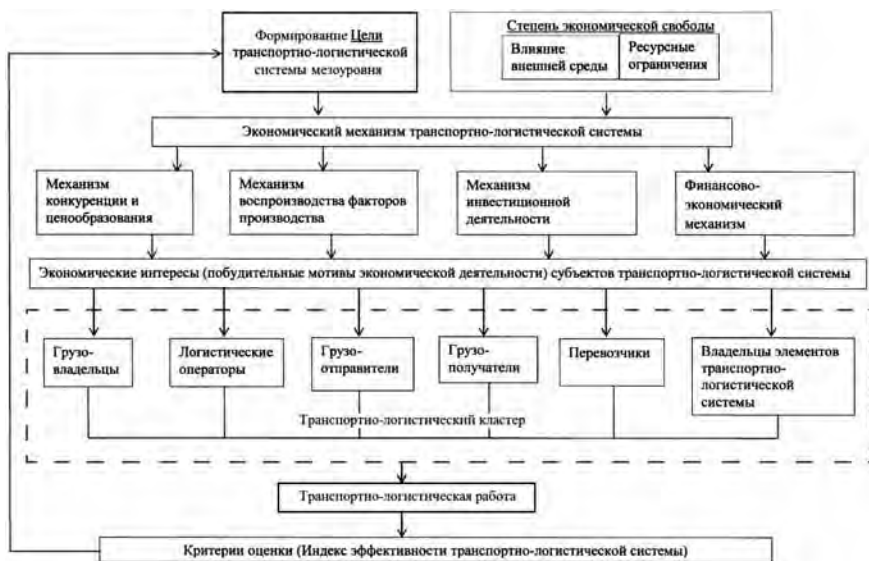 Формирование Цели
транспортно-логистической
системы мезоуровня
Степень экономической свободы
Влияние
внешней среды
Ресурсные
ограничения
Экономический механизм транспортно-логистической системы
Механизм
конкуренции и
ценообразования
Механизм
воспроизводства факторов
производства
Механизм
инвестиционной
деятельности
Финансово-
экономический
механизм
Экономические интересы (побудительные мотивы экономической деятельности) субъектов транспортно-логистической системы
Грузо-
владельцы
Логистические
операторы
Грузо-
отправители
Грузо-
получатели
Перевозчики
Владельцы элементов
транспортно-
логистической
системы
Транспортно-логистический кластер
Транспортно-логистическая работа
Критерии оценки (Индекс эффективности транспортно-логистической системы)